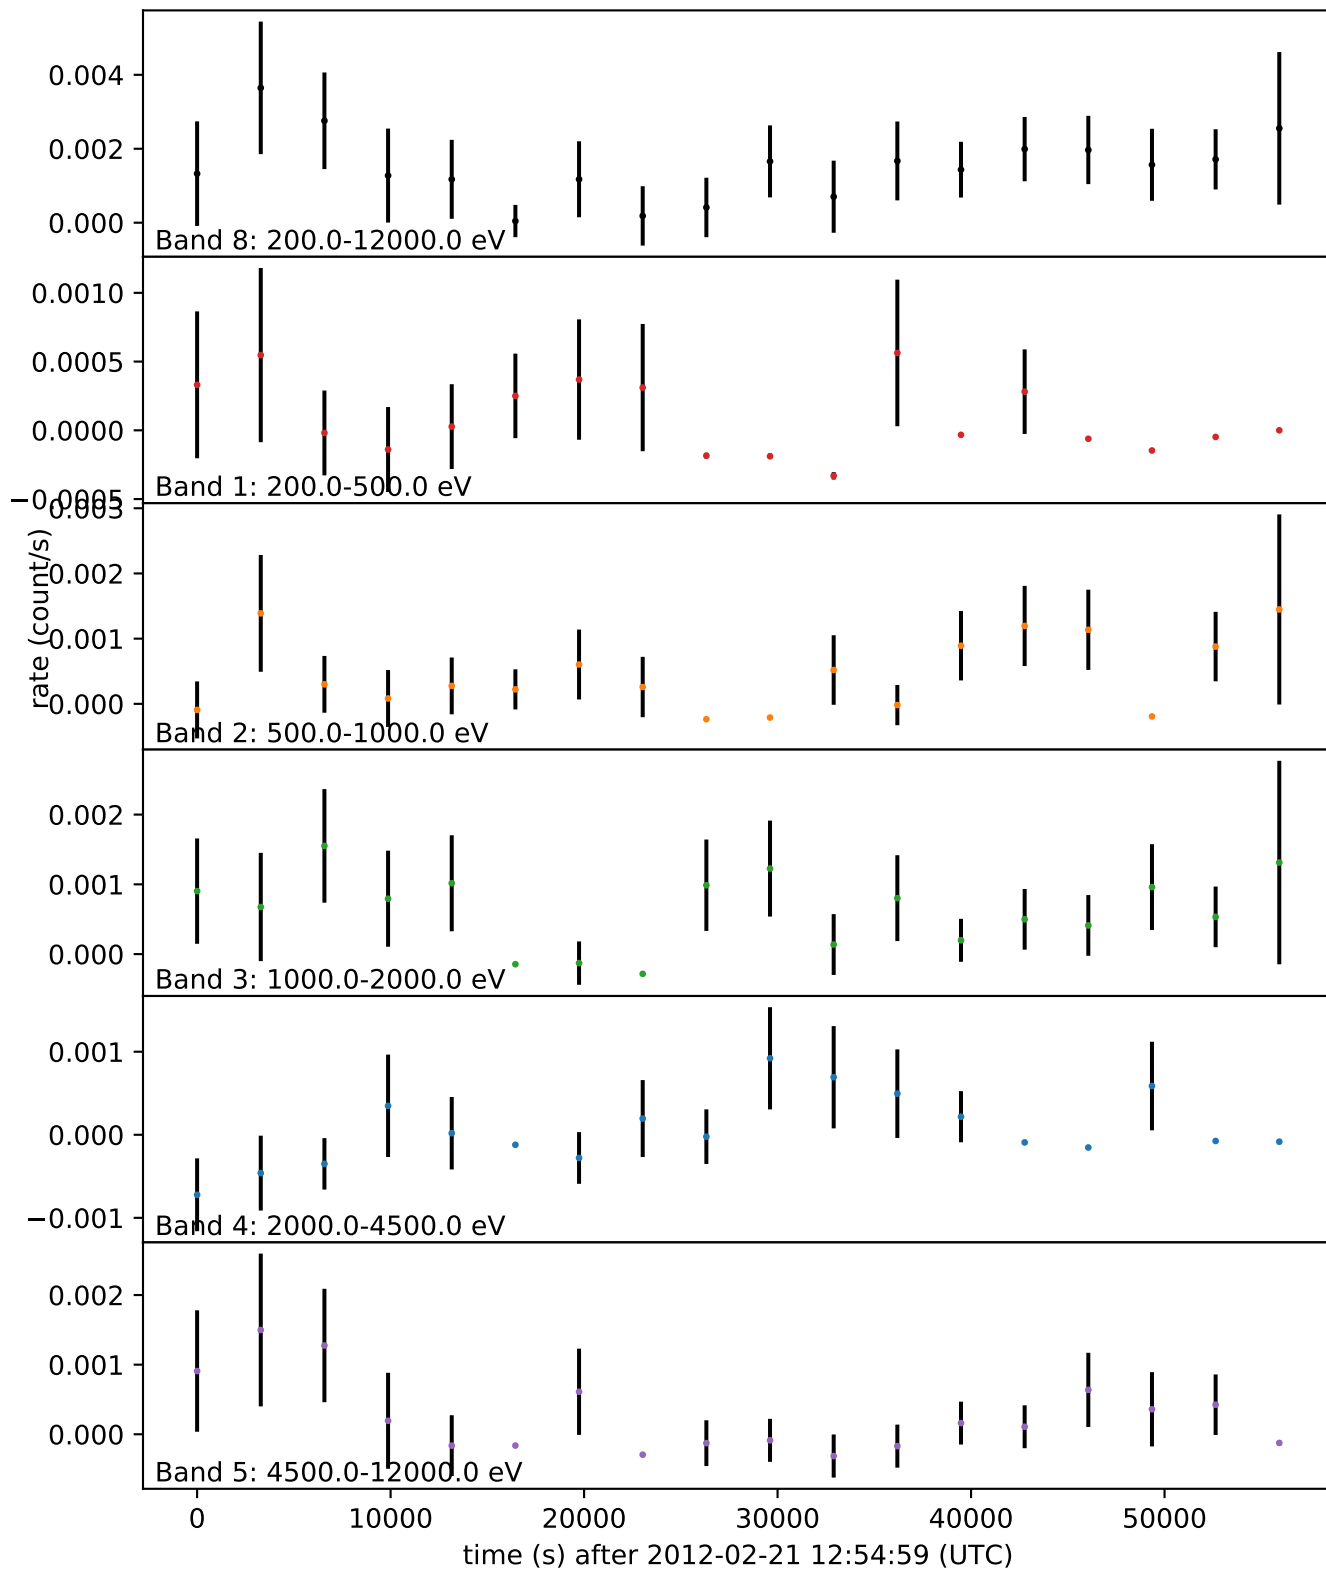 0.004
0.002
0.000
Band 8: 200.0-12000.0 eV
0.0010
0.0005
0.0000
−0.0005
Band 1: 200.0-500.0 eV
0.003
0.002
0.001
0.000
rate (count/s)
Band 2: 500.0-1000.0 eV
0.002
0.001
0.000
Band 3: 1000.0-2000.0 eV
0.001
0.000
−0.001
Band 4: 2000.0-4500.0 eV
0.002
0.001
0.000
Band 5: 4500.0-12000.0 eV
0 10000 20000 30000 40000 50000
time (s) after 2012-02-21 12:54:59 (UTC)